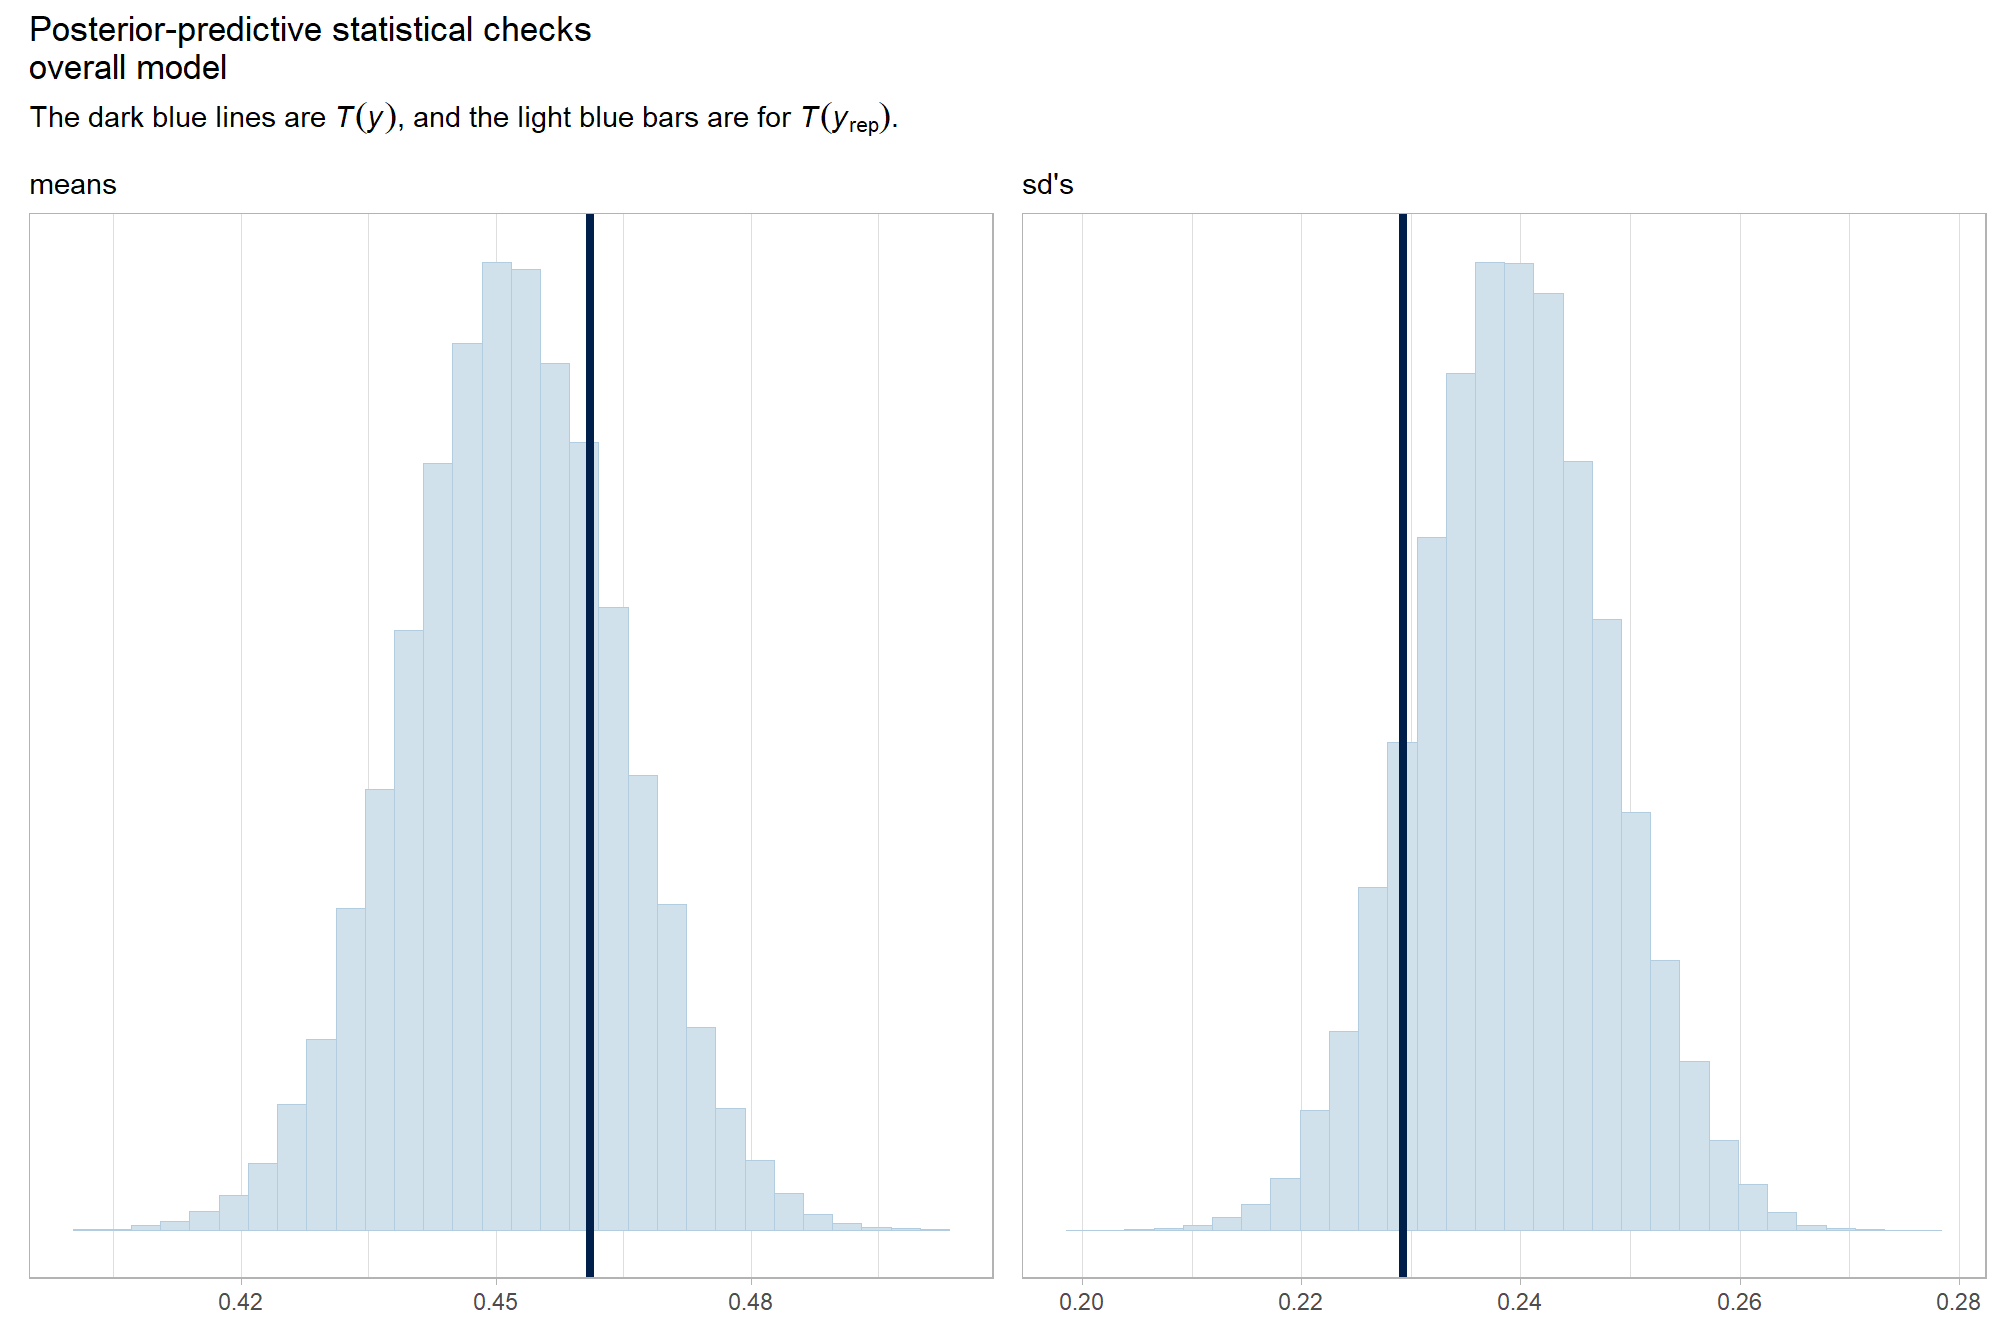 Posterior-predictive statistical checks
overall model
The dark blue lines are T(y), and the light blue bars are for T(y_rep).
means
sd's
0.42 0.45 0.48
0.20 0.22 0.24 0.26 0.28